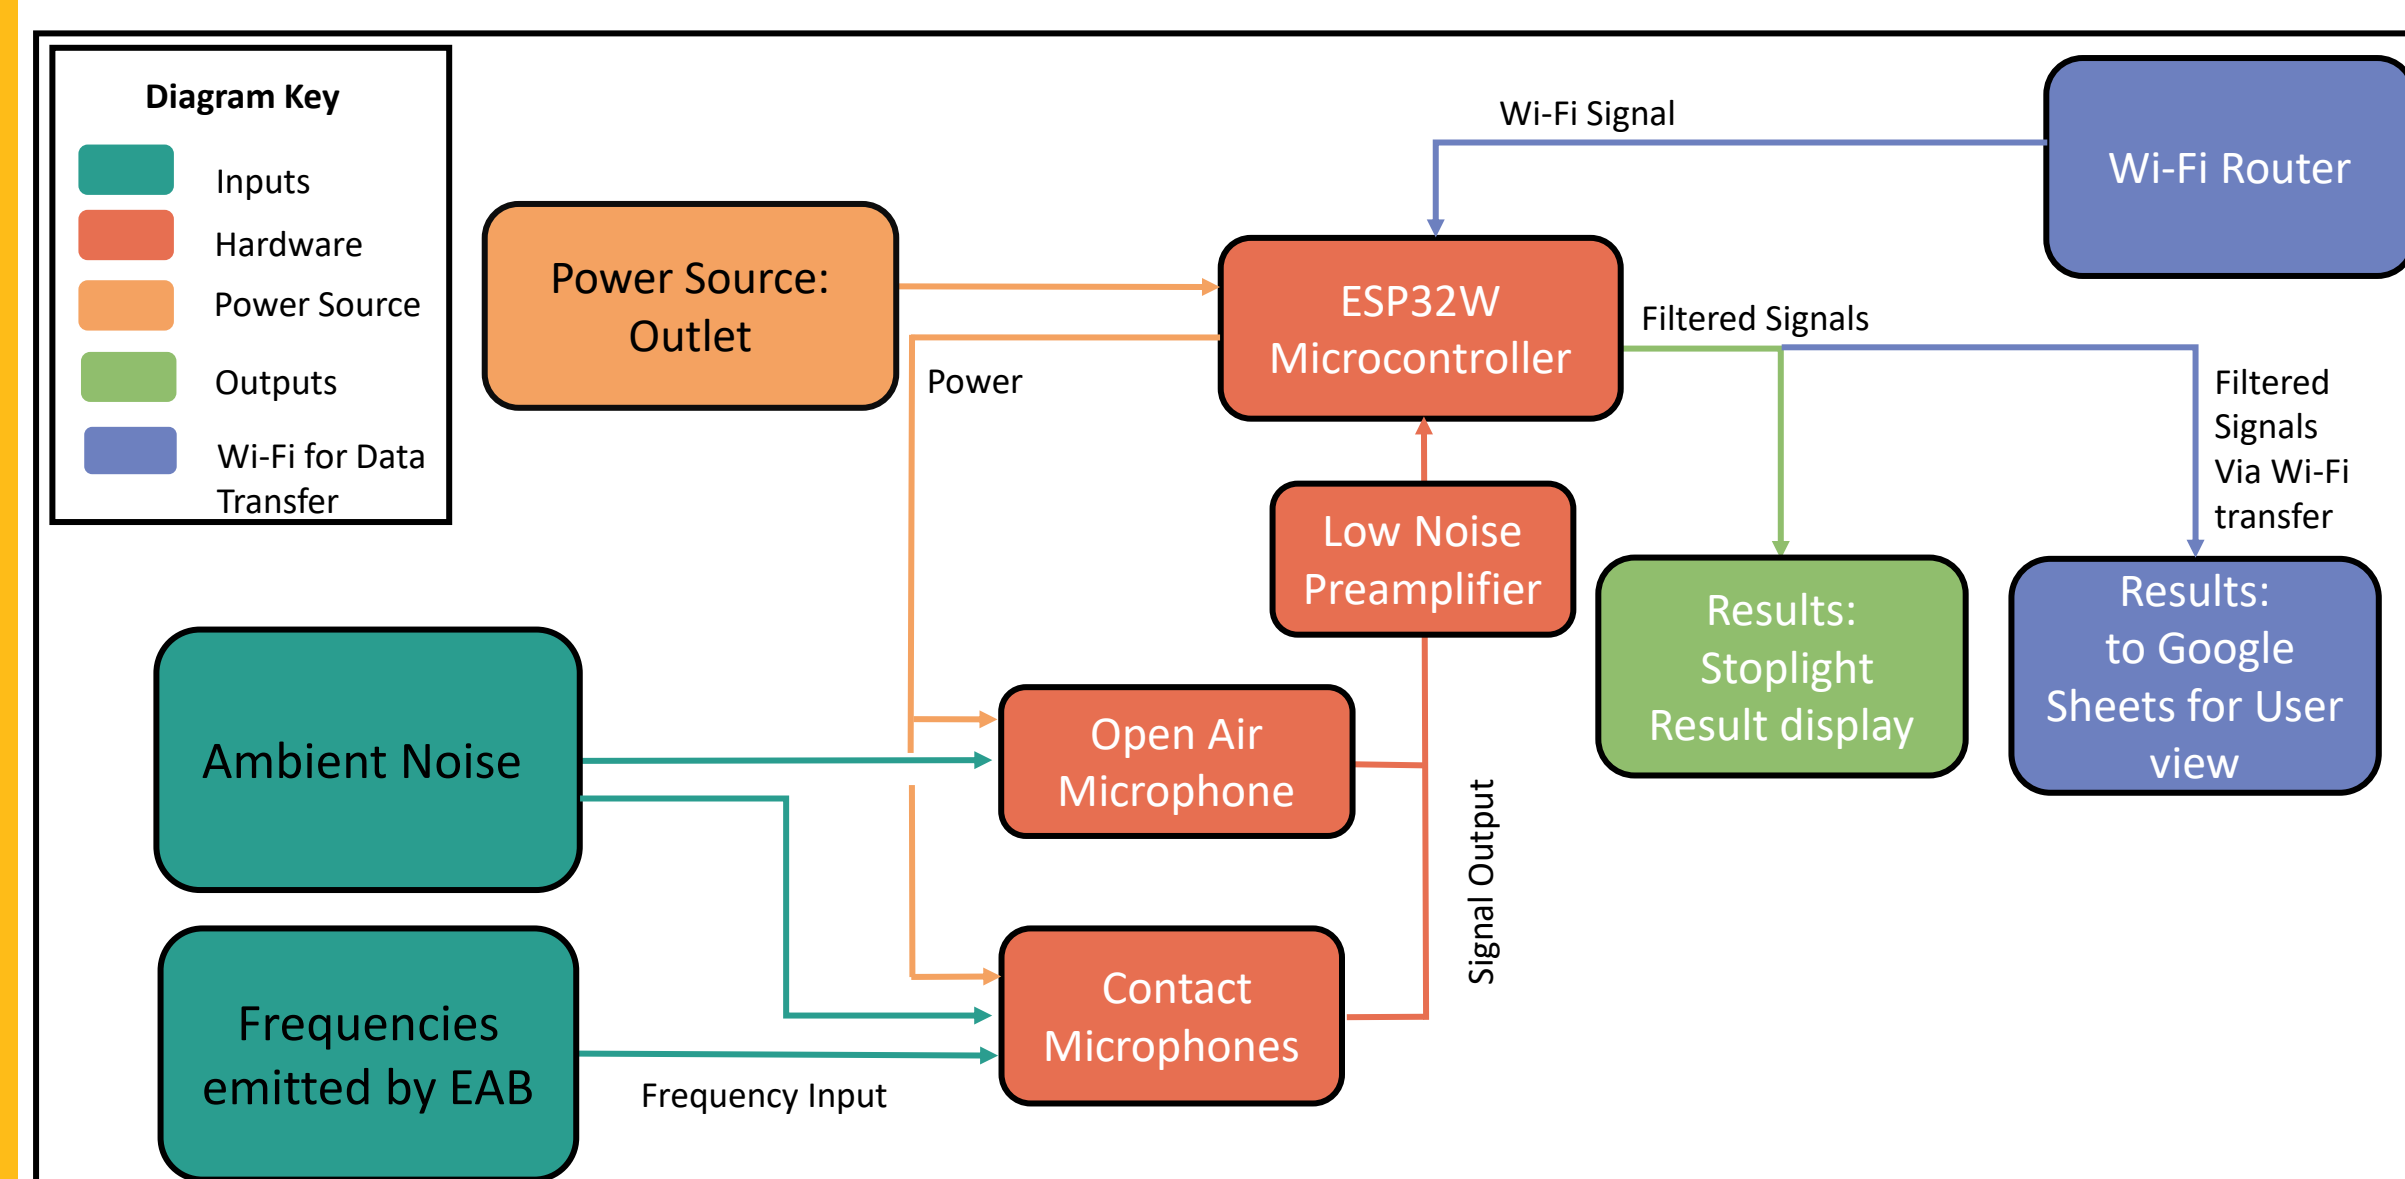 Diagram Key
Inputs
Hardware
Power Source
Outputs
Wi-Fi for Data
Transfer
Power Source:
Outlet
Power
Wi-Fi Signal
Wi-Fi Router
ESP32W
Microcontroller
Filtered Signals
Filtered
Signals
Via Wi-Fi
transfer
Low Noise
Preamplifier
Results:
Stoplight
Result display
Results:
to Google
Sheets for User
view
Ambient Noise
Open Air
Microphone
Signal Output
Frequencies
emitted by EAB
Frequency Input
Contact
Microphones